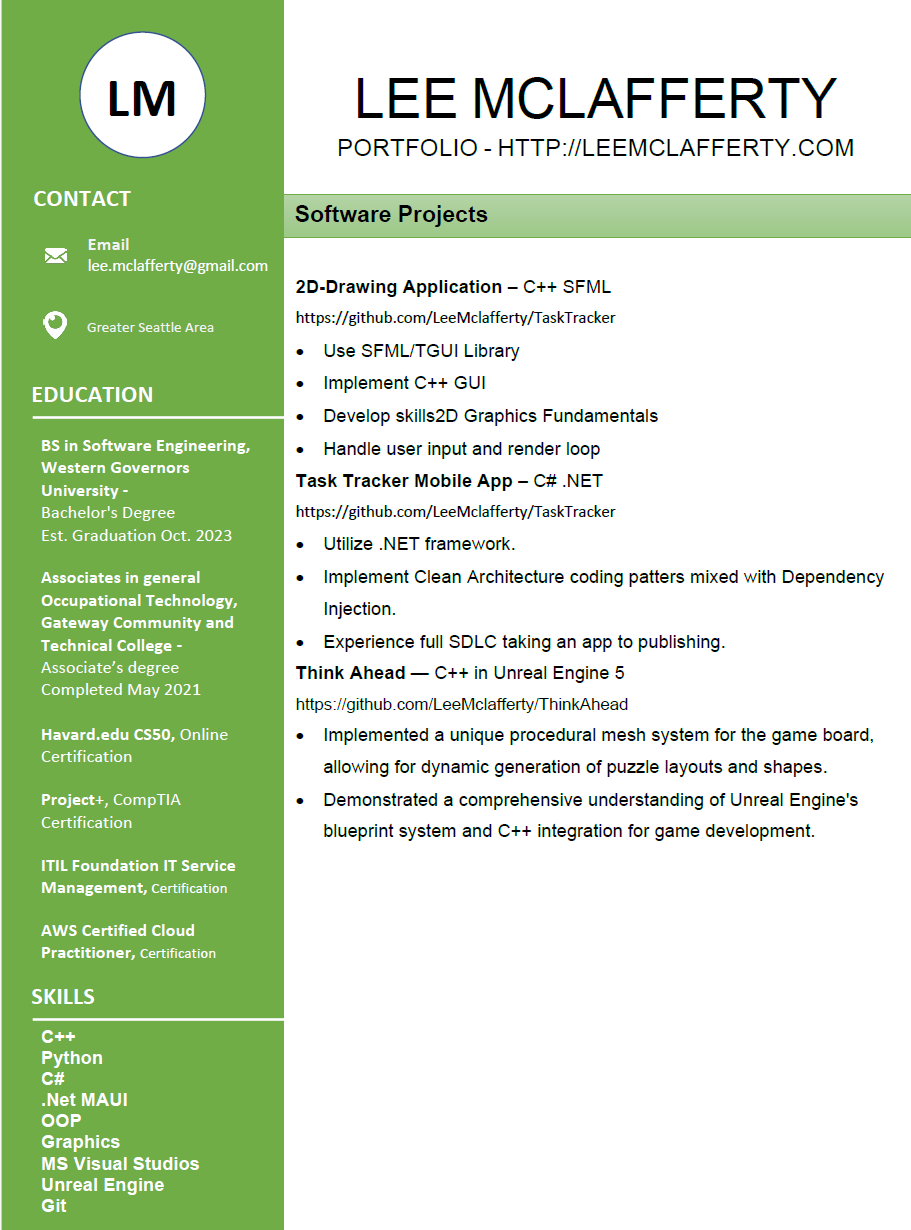 LM
CONTACT
Email
lee.mclafferty@gmail.com
Greater Seattle Area
EDUCATION
BS in Software Engineering,
Western Governors
University -
Bachelor's Degree
Est. Graduation Oct. 2023
Associates in general
Occupational Technology,
Gateway Community and
Technical College -
Associate’s degree
Completed May 2021
Havard.edu CS50, Online
Certification
Project+, CompTIA
Certification
ITIL Foundation IT Service
Management, Certification
AWS Certified Cloud
Practitioner, Certification
SKILLS
C++
Python
C#
.Net MAUI
OOP
Graphics
MS Visual Studios
Unreal Engine
Git
LEE MCLAFFERTY
PORTFOLIO - HTTP://LEEMCLAFFERTY.COM
Software Projects
2D-Drawing Application – C++ SFML
https://github.com/LeeMclafferty/TaskTracker
• Use SFML/TGUI Library
• Implement C++ GUI
• Develop skills2D Graphics Fundamentals
• Handle user input and render loop
Task Tracker Mobile App – C# .NET
https://github.com/LeeMclafferty/TaskTracker
• Utilize .NET framework.
• Implement Clean Architecture coding patters mixed with Dependency
Injection.
• Experience full SDLC taking an app to publishing.
Think Ahead — C++ in Unreal Engine 5
https://github.com/LeeMclafferty/ThinkAhead
• Implemented a unique procedural mesh system for the game board,
allowing for dynamic generation of puzzle layouts and shapes.
• Demonstrated a comprehensive understanding of Unreal Engine's
blueprint system and C++ integration for game development.